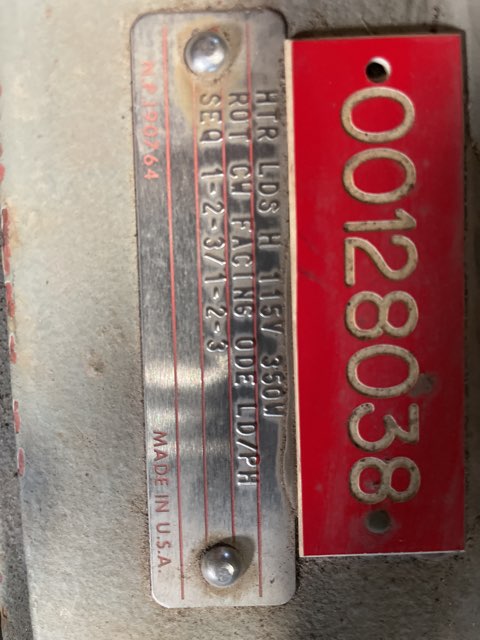 HTR LDS H 115V 350W
ROT CW FACING ODE LD/PH
SEQ 1-2-3/1-2-3
NP190764
MADE IN U.S.A.
00128038